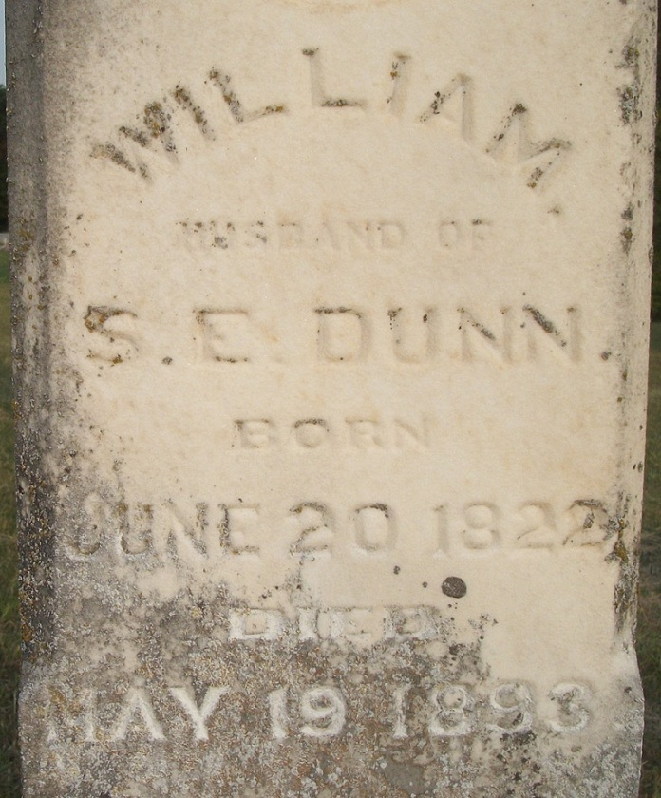 WILLIAM,
HUSBAND OF
S. E. DUNN.
BORN
JUNE 20 1822
DIED
MAY 19 1893